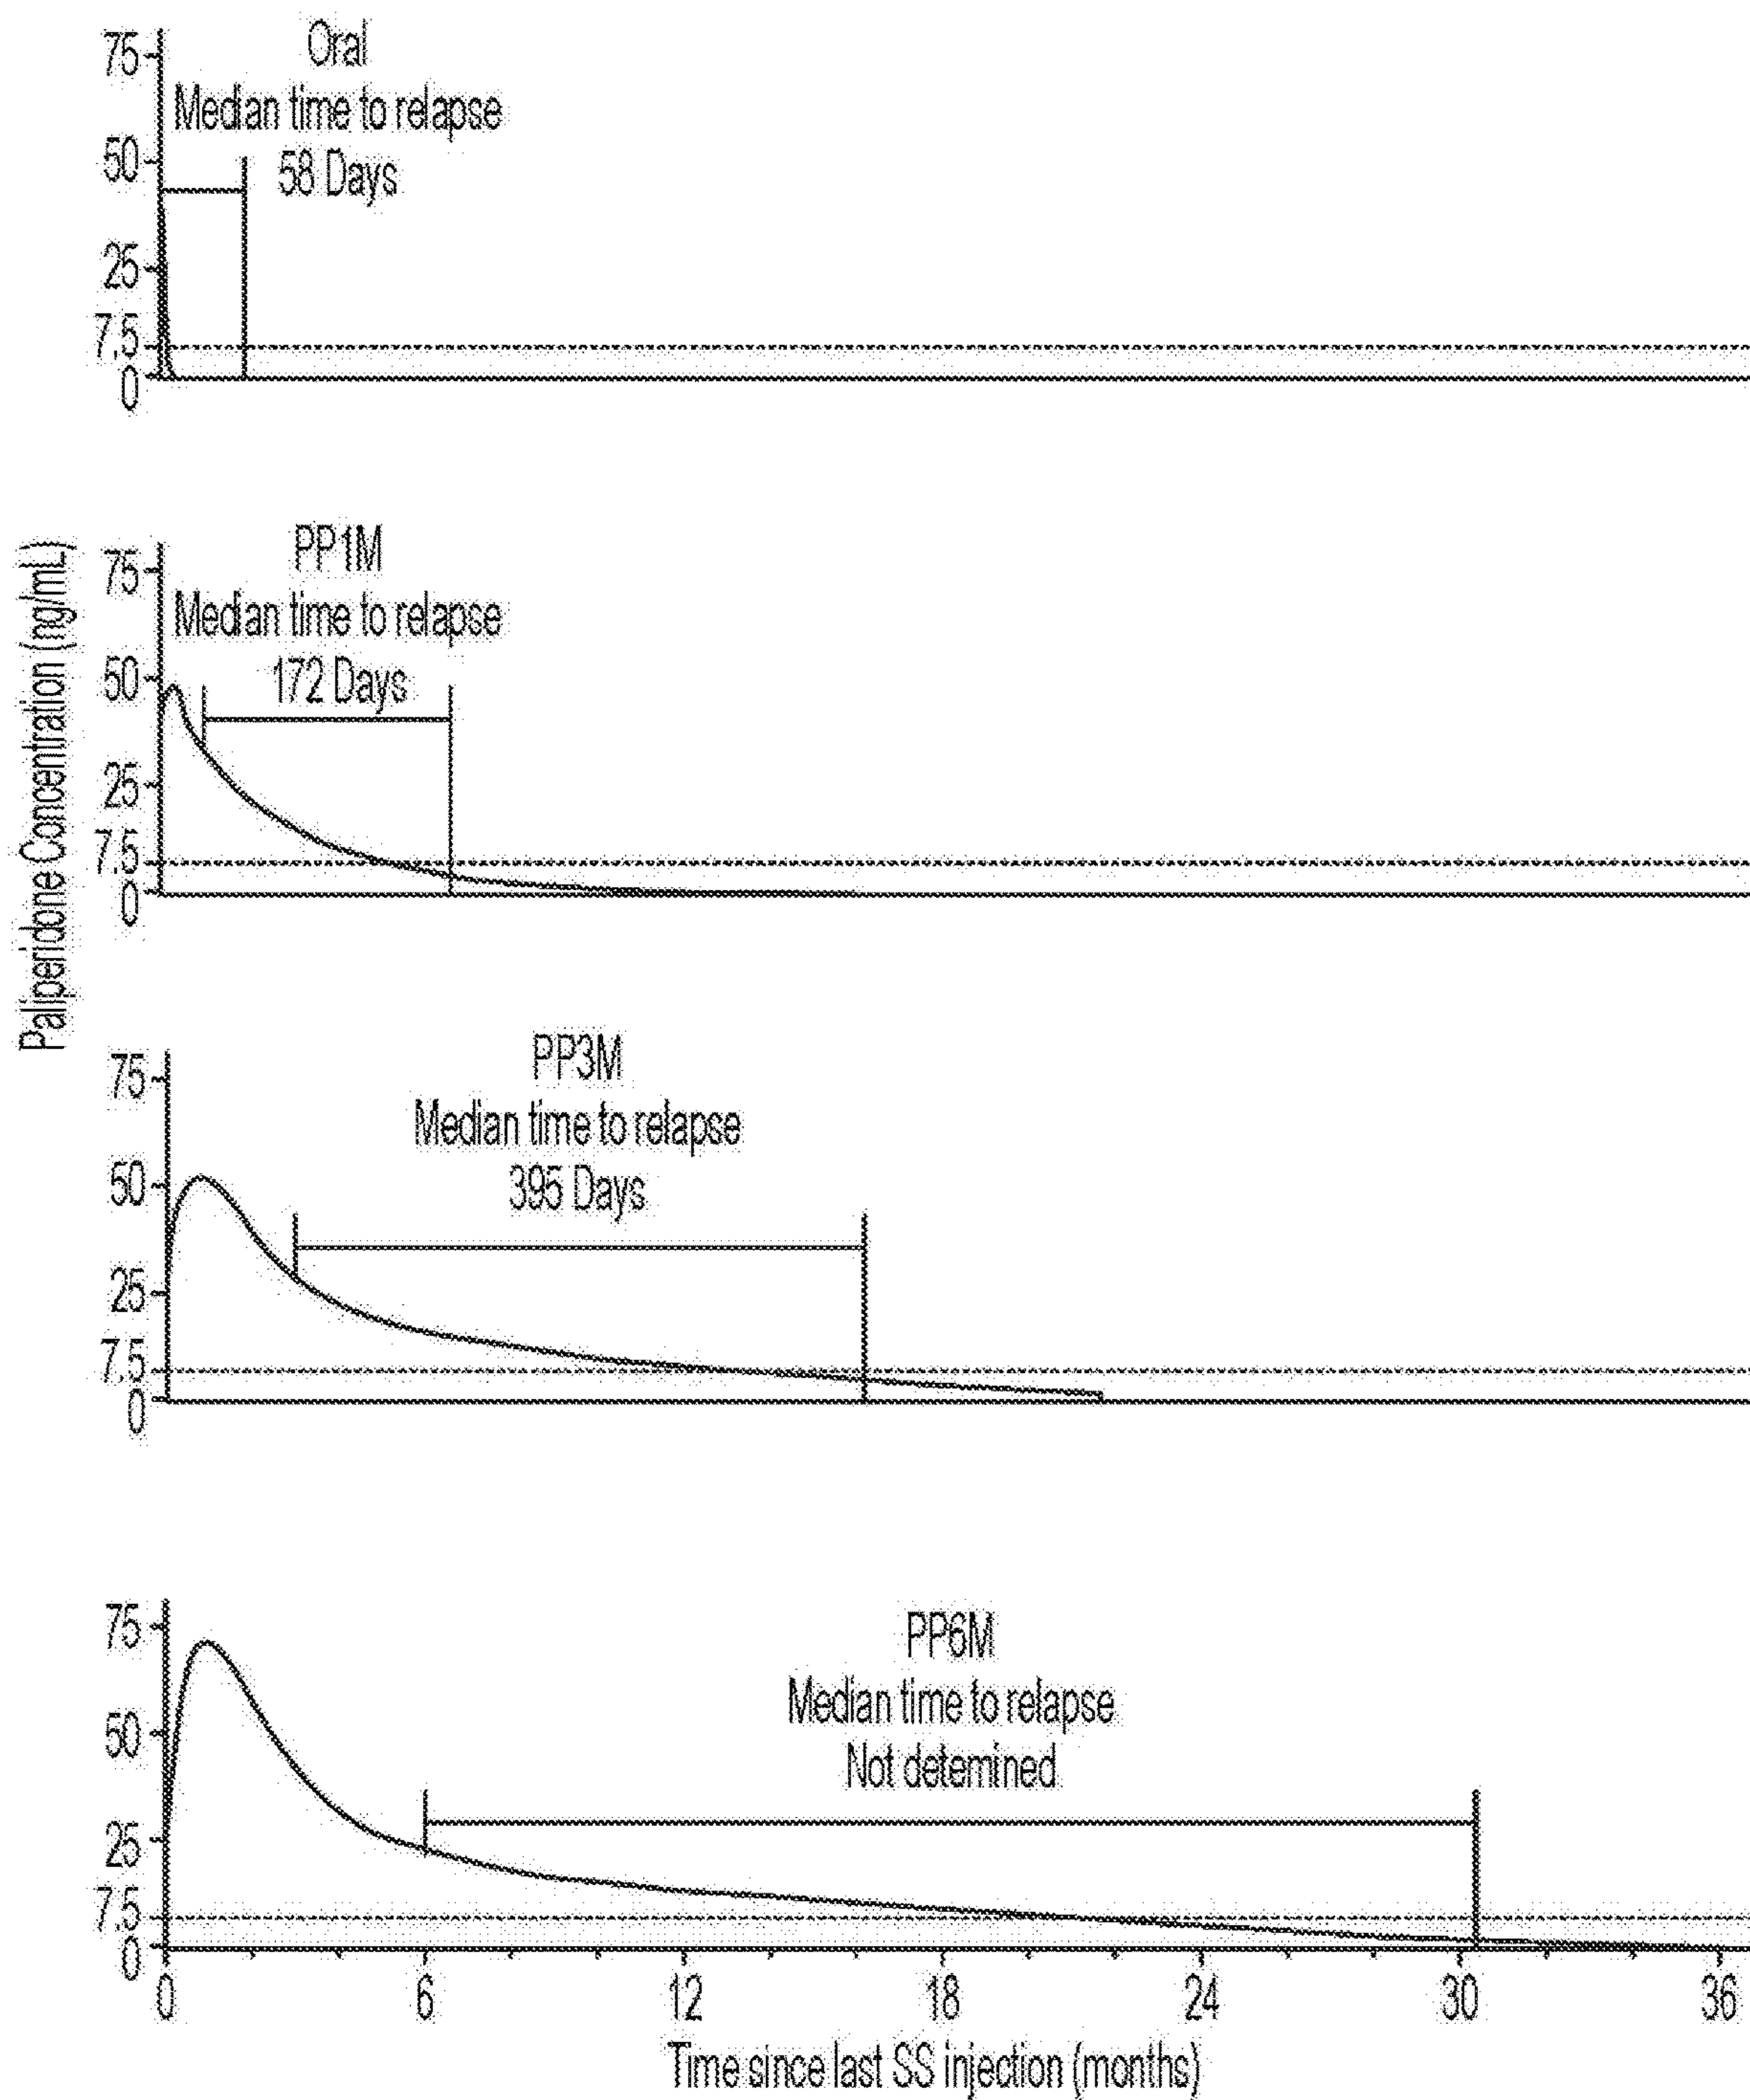 Paliperidone Concentration (ng/mL)
Oral
Median time to relapse
58 Days
75
50
25
7.5
0
PP1M
Median time to relapse
172 Days
75
50
25
7.5
0
PP3M
Median time to relapse
395 Days
75
50
25
7.5
0
PP6M
Median time to relapse
Not detemined
75
50
25
7.5
0
0 6 12 18 24 30 36
Time since last SS injection (months)